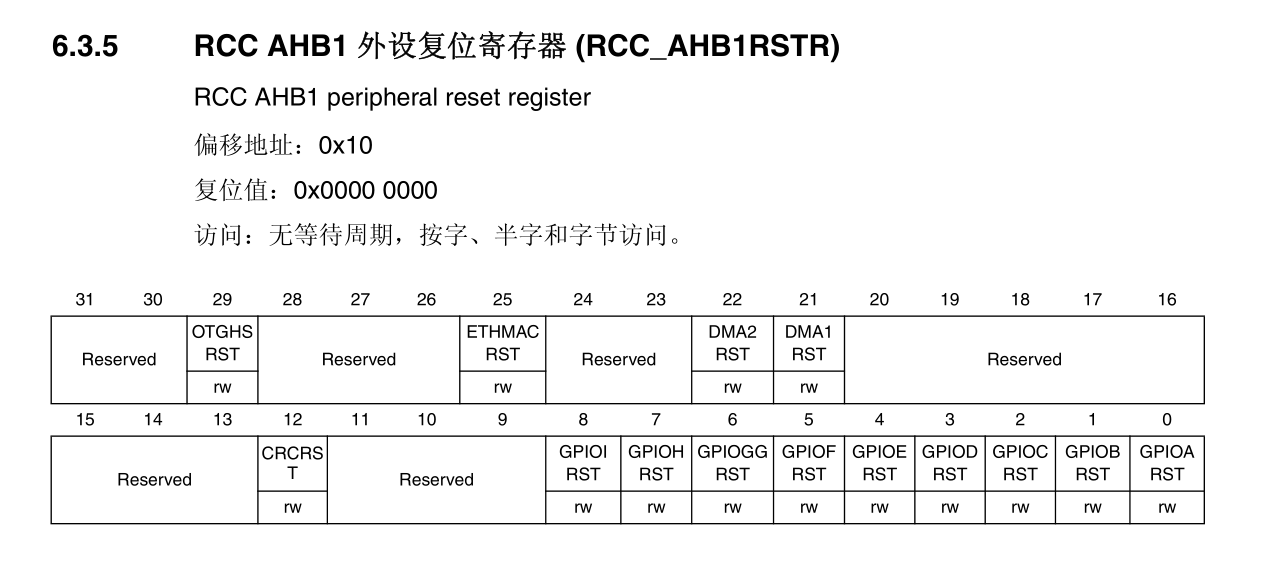 6.3.5 RCC AHB1 外设复位寄存器 (RCC_AHB1RSTR)
RCC AHB1 peripheral reset register
偏移地址：0x10
复位值：0x0000 0000
访问：无等待周期，按字、半字和字节访问。
31 30 29 28 27 26 25 24 23 22 21 20 19 18 17 16
Reserved OTGHS RST Reserved ETHMAC RST Reserved DMA2 RST DMA1 RST Reserved
rw rw rw rw
15 14 13 12 11 10 9 8 7 6 5 4 3 2 1 0
Reserved CRCRS T Reserved GPIOI RST GPIOH RST GPIOGG RST GPIOF RST GPIOE RST GPIOD RST GPIOC RST GPIOB RST GPIOA RST
rw rw rw rw rw rw rw rw rw rw